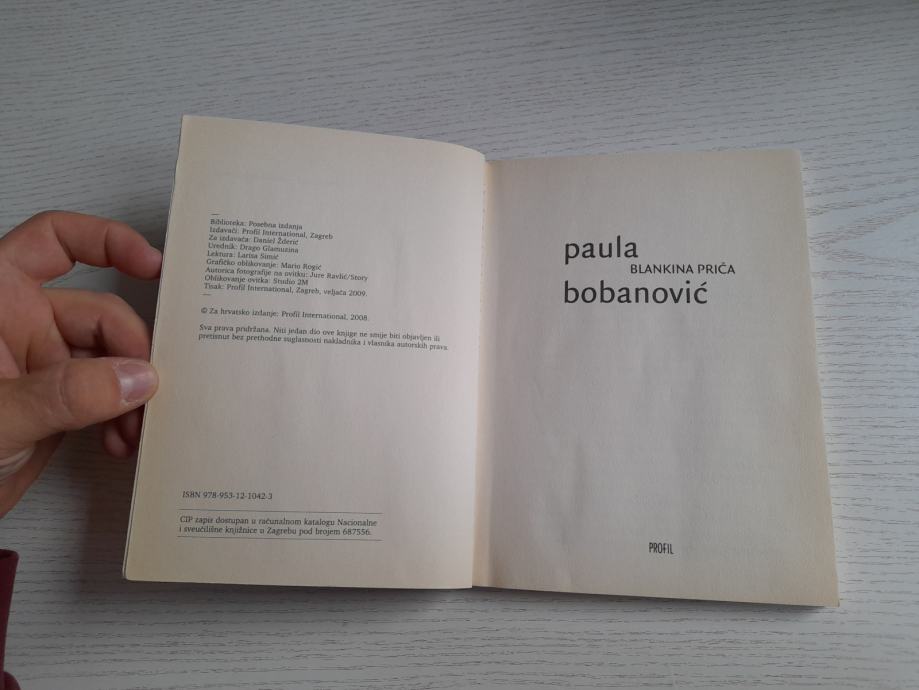 Biblioteka: Posebna izdanja
Izdavači: Profil International, Zagreb
Za izdavača: Daniel Žderić
Urednik: Drago Glamuzina
Lektura: Larisa Simić
Grafičko oblikovanje: Mario Rogić
Autorica fotografije na ovitku: Jure Ravlić/Story
Oblikovanje ovitka: Studio 2M
Tisak: Profil International, Zagreb, veljača 2009.
© Za hrvatsko izdanje: Profil International, 2008.
Sva prava pridržana. Niti jedan dio ove knjige ne smije biti objavljen ili
pretisnut bez prethodne suglasnosti nakladnika i vlasnika autorskih prava.
ISBN 978-953-12-1042-3
CIP zapis dostupan u računalnom katalogu Nacionalne
i sveučilišne knjižnice u Zagrebu pod brojem 687556.
paula
BLANKINA PRIČA
bobanović
PROFIL